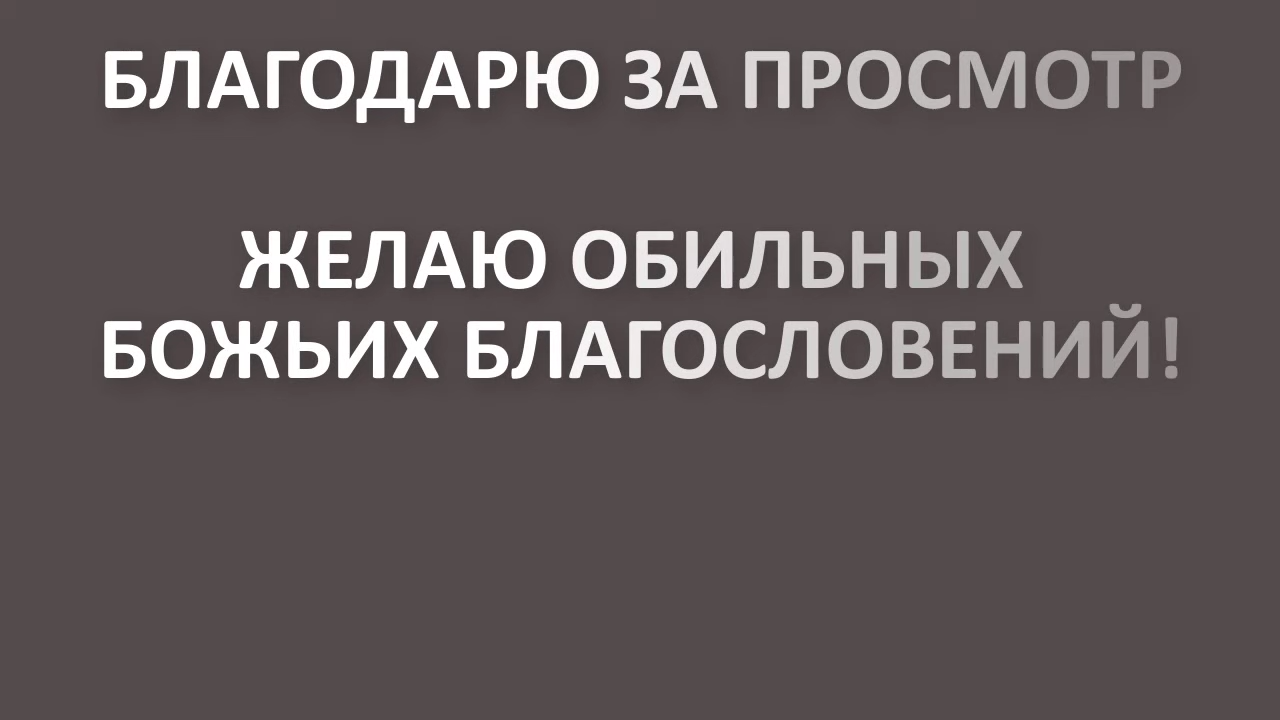 БЛАГОДАРЮ ЗА ПРОСМОТР
ЖЕЛАЮ ОБИЛЬНЫХ
БОЖЬИХ БЛАГОСЛОВЕНИЙ!